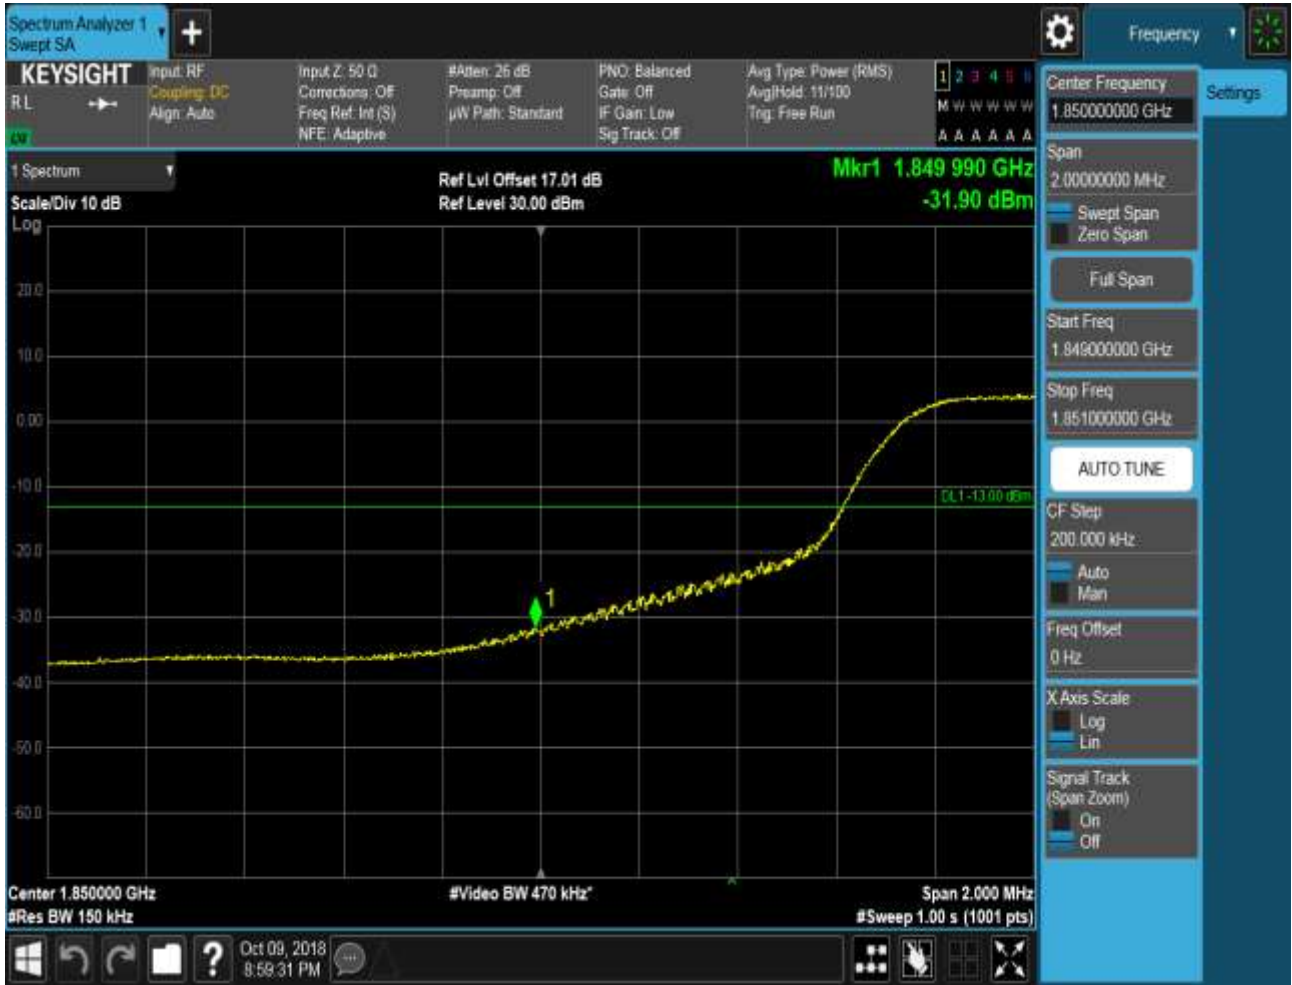 Spectrum Analyzer 1
Swept SA
+
Frequency
KEYSIGHT
R L
LW
Input: RF
Coupling: DC
Align: Auto
Input Z: 50 Ω
Corrections: Off
Freq Ref: Int (S)
NFE: Adaptive
#Atten: 26 dB
Preamp: Off
µW Path: Standard
PNO: Balanced
Gate: Off
IF Gain: Low
Sig Track: Off
Avg Type: Power (RMS)
Avg|Hold: 11/100
Trig: Free Run
1 2 3 4 5 6
M W W W W W
A A A A A A
Center Frequency
1.850000000 GHz
Settings
Span
2.00000000 MHz
Swept Span
Zero Span
Full Span
Start Freq
1.849000000 GHz
Stop Freq
1.851000000 GHz
AUTO TUNE
CF Step
200.000 kHz
Auto
Man
Freq Offset
0 Hz
X Axis Scale
Log
Lin
Signal Track
(Span Zoom)
On
Off
1 Spectrum
Scale/Div 10 dB
Log
Ref Lvl Offset 17.01 dB
Ref Level 30.00 dBm
Mkr1 1.849 990 GHz
-31.90 dBm
20.0
10.0
0.00
-10.0
DL1 -13.00 dBm
-20.0
1
-30.0
-40.0
-50.0
-60.0
Center 1.850000 GHz
#Video BW 470 kHz*
Span 2.000 MHz
#Res BW 150 kHz
#Sweep 1.00 s (1001 pts)
?
Oct 09, 2018
8:59:31 PM